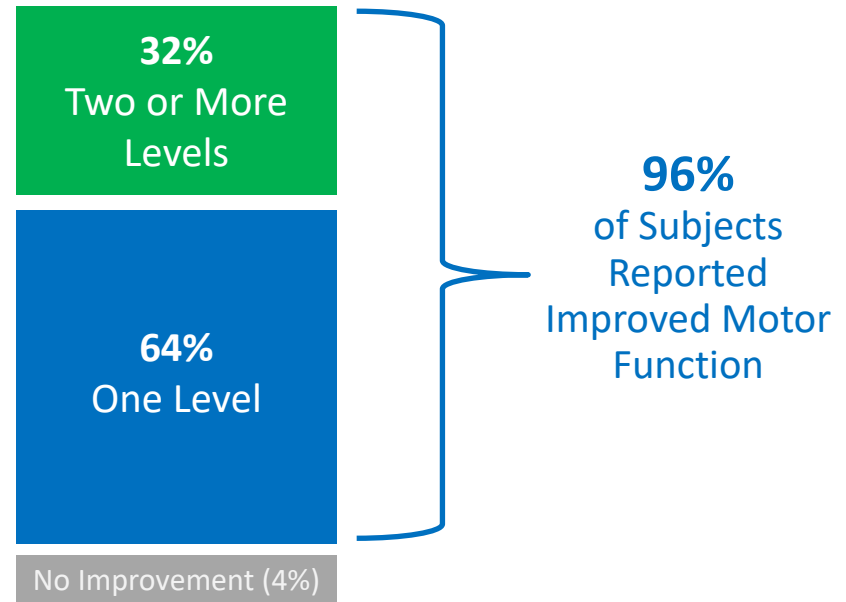 32%
Two or More
Levels
64%
One Level
No Improvement (4%)
96%
of Subjects
Reported
Improved Motor
Function